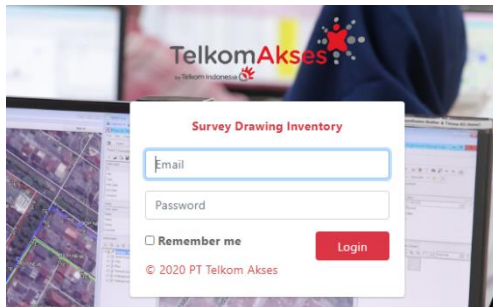 TelkomAkses
by Telkom Indonesia
Survey Drawing Inventory
Email
Password
Remember me
Login
© 2020 PT Telkom Akses